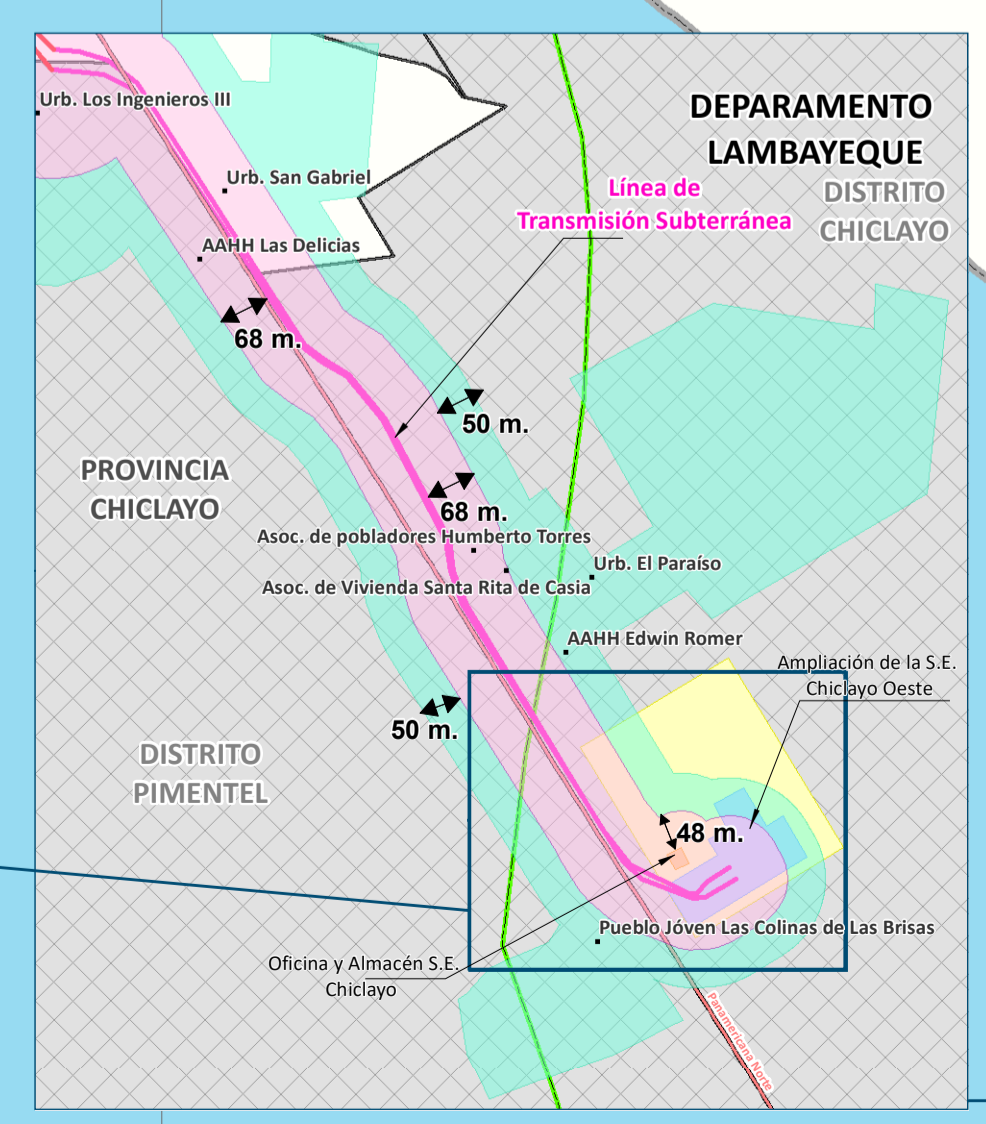 Urb. Los Ingenieros III
DEPARAMENTO
LAMBAYEQUE
Urb. San Gabriel
Línea de
Transmisión Subterránea
DISTRITO
CHICLAYO
AAHH Las Delicias
68 m.
50 m.
PROVINCIA
CHICLAYO
68 m.
Asoc. de pobladores Humberto Torres
Urb. El Paraíso
Asoc. de Vivienda Santa Rita de Casia
AAHH Edwin Romer
Ampliación de la S.E.
Chiclayo Oeste
50 m.
DISTRITO
PIMENTEL
48 m.
Pueblo Jóven Las Colinas de Las Brisas
Oficina y Almacén S.E.
Chiclayo
Panamericana Norte